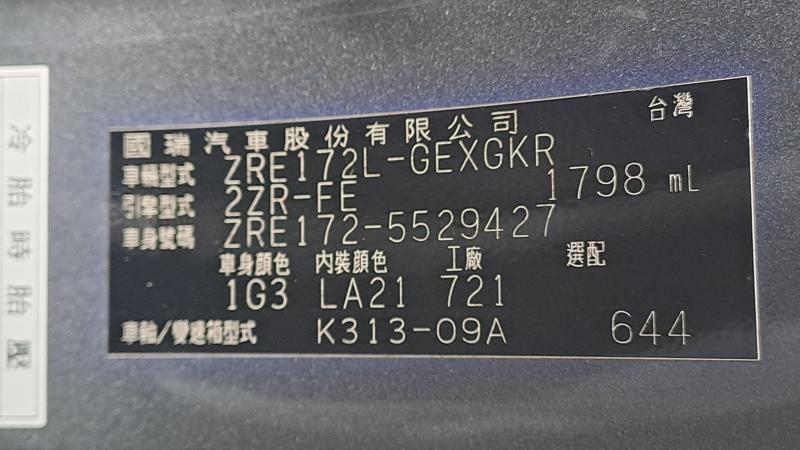 國瑞汽車股份有限公司 台灣
車輛型式 ZRE172L-GEXGKR
引擎型式 2ZR-FE 1798 mL
車身號碼 ZRE172-5529427
車身顏色 內裝顏色 工廠 選配
1G3 LA21 721
車軸/變速箱型式 K313-09A 644
冷胎時胎壓